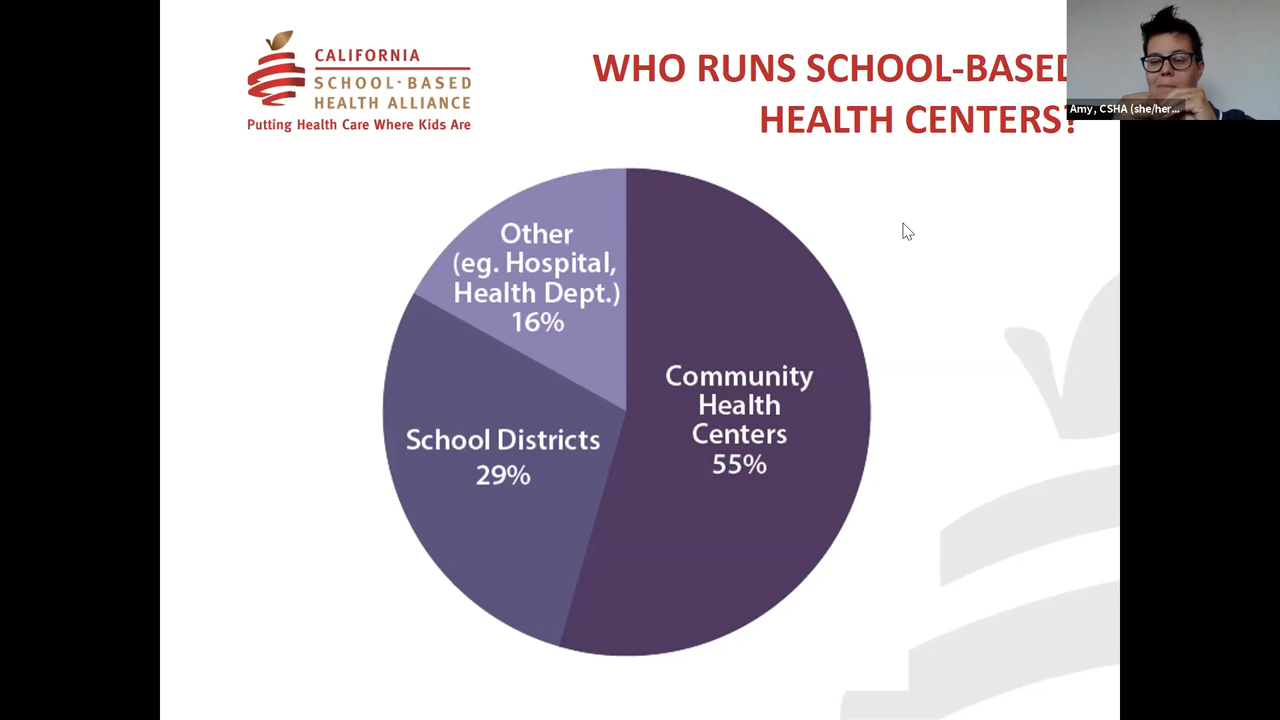 CALIFORNIA
SCHOOL-BASED
HEALTH ALLIANCE
Putting Health Care Where Kids Are
WHO RUNS SCHOOL-BASED
HEALTH CENTERS?
Amy, CSHA (she/her...
Other
(eg. Hospital,
Health Dept.)
16%
Community
Health
Centers
55%
School Districts
29%